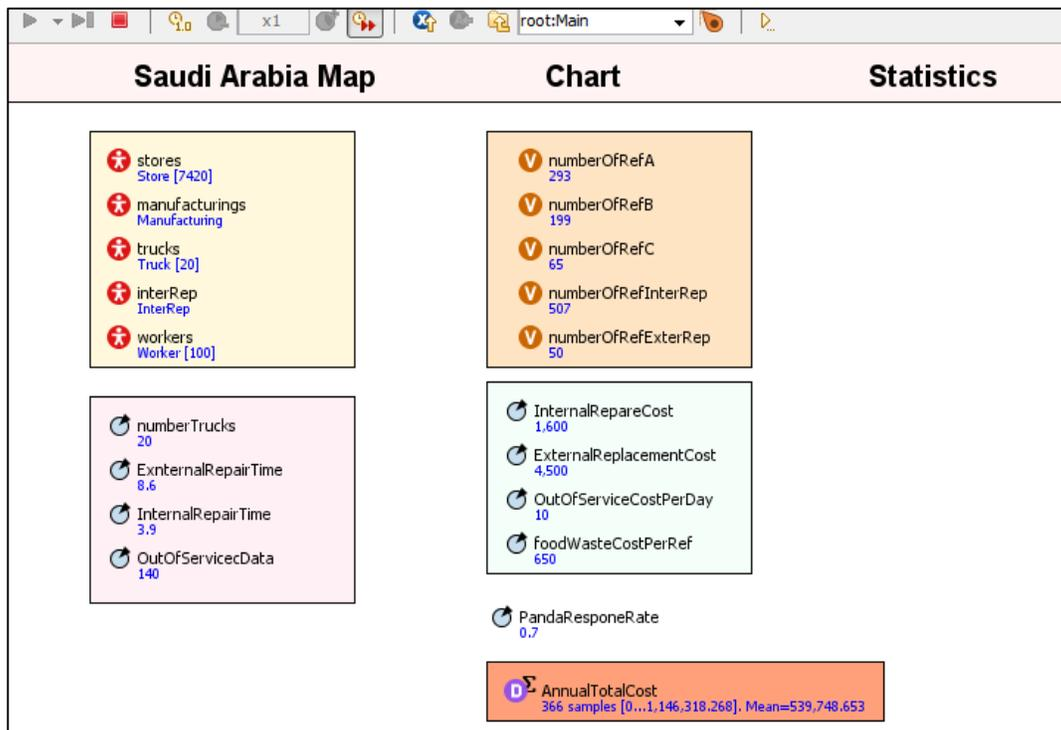 1.0
x1
root:Main
Saudi Arabia Map
Chart
Statistics
stores
Store [7420]
manufacturings
Manufacturing
trucks
Truck [20]
interRep
InterRep
workers
Worker [100]
numberTrucks
20
ExnternalRepairTime
8.6
InternalRepairTime
3.9
OutOfServicecData
140
V numberOfRefA
293
V numberOfRefB
199
V numberOfRefC
65
V numberOfRefInterRep
507
V numberOfRefExterRep
50
InternalRepareCost
1,600
ExternalReplacementCost
4,500
OutOfServiceCostPerDay
10
foodWasteCostPerRef
650
PandaResponeRate
0.7
D Σ AnnualTotalCost
366 samples [0...1,146,318.268]. Mean=539,748.653